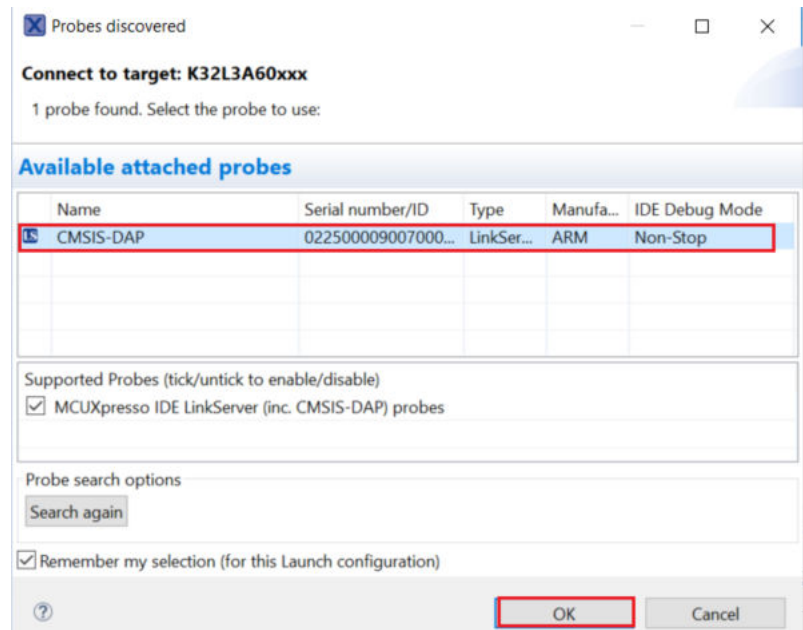 Probes discovered
Connect to target: K32L3A60xxx
1 probe found. Select the probe to use:
Available attached probes
Name Serial number/ID Type Manufa... IDE Debug Mode
LS CMSIS-DAP 022500009007000... LinkSer... ARM Non-Stop
Supported Probes (tick/untick to enable/disable)
MCUXpresso IDE LinkServer (inc. CMSIS-DAP) probes
Probe search options
Search again
Remember my selection (for this Launch configuration)
? OK Cancel